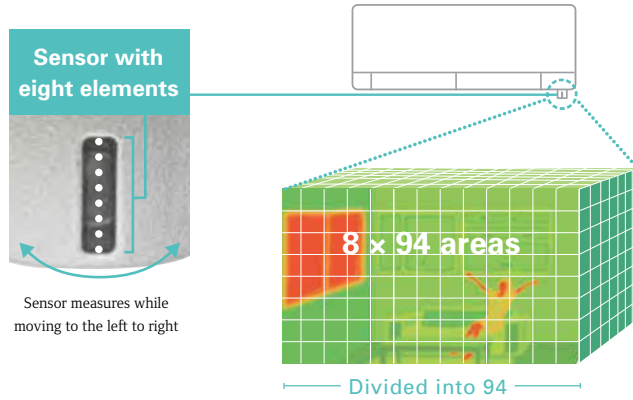 Sensor with
eight elements
8 × 94 areas
Sensor measures while
moving to the left to right
Divided into 94